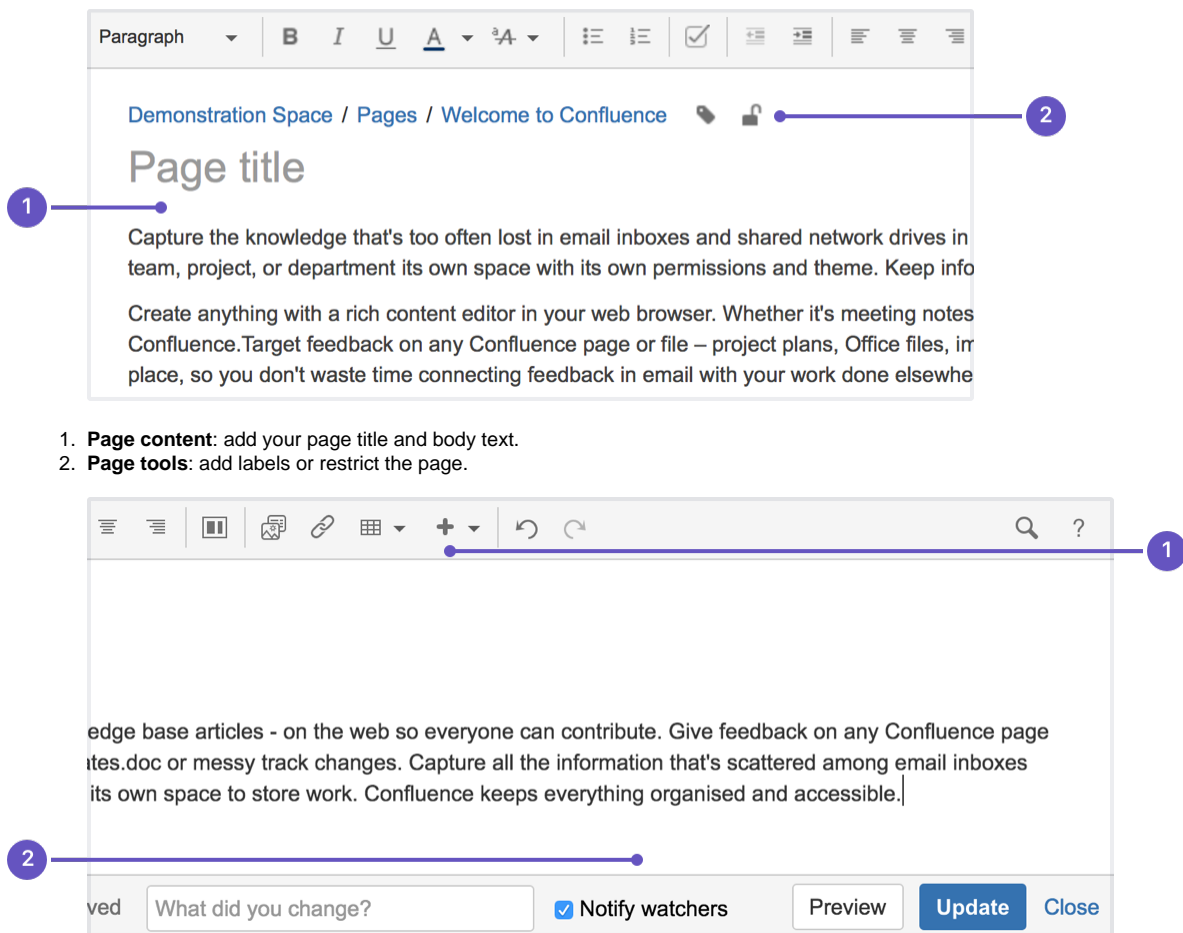 Paragraph B I U A ªA
Demonstration Space / Pages / Welcome to Confluence
2
Page title
1
Capture the knowledge that's too often lost in email inboxes and shared network drives in
team, project, or department its own space with its own permissions and theme. Keep info
Create anything with a rich content editor in your web browser. Whether it's meeting notes
Confluence.Target feedback on any Confluence page or file – project plans, Office files, im
place, so you don't waste time connecting feedback in email with your work done elsewhe
1. Page content: add your page title and body text.
2. Page tools: add labels or restrict the page.
?
1
edge base articles - on the web so everyone can contribute. Give feedback on any Confluence page
ates.doc or messy track changes. Capture all the information that's scattered among email inboxes
its own space to store work. Confluence keeps everything organised and accessible.
2
ved What did you change? Notify watchers Preview Update Close